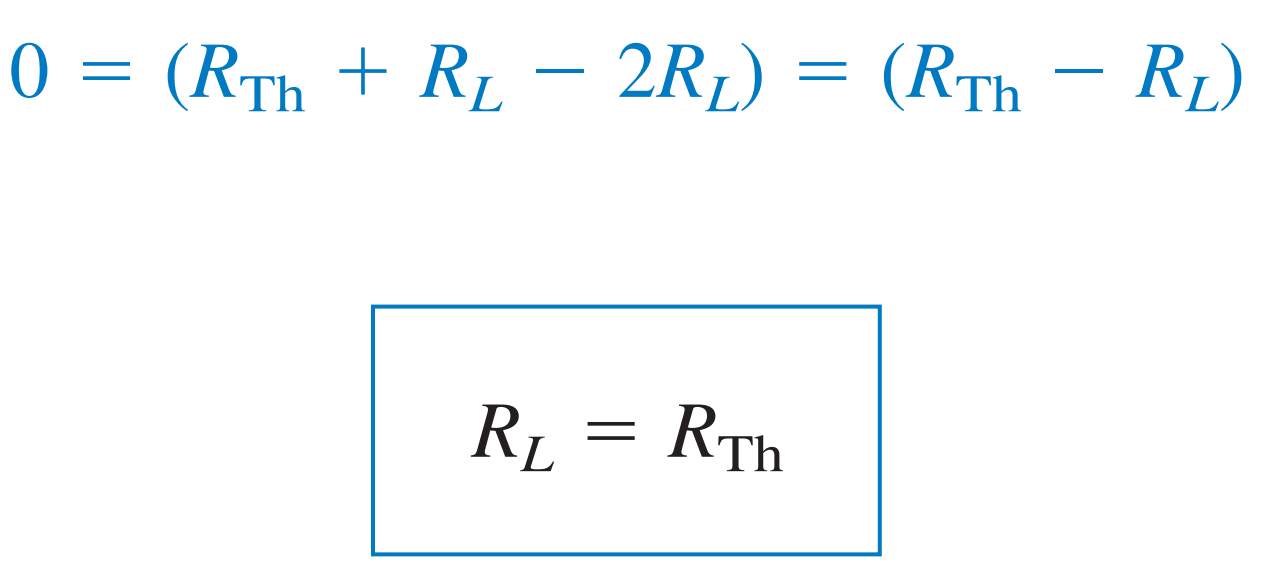 0 = (R_Th + R_L − 2R_L) = (R_Th − R_L)
R_L = R_Th